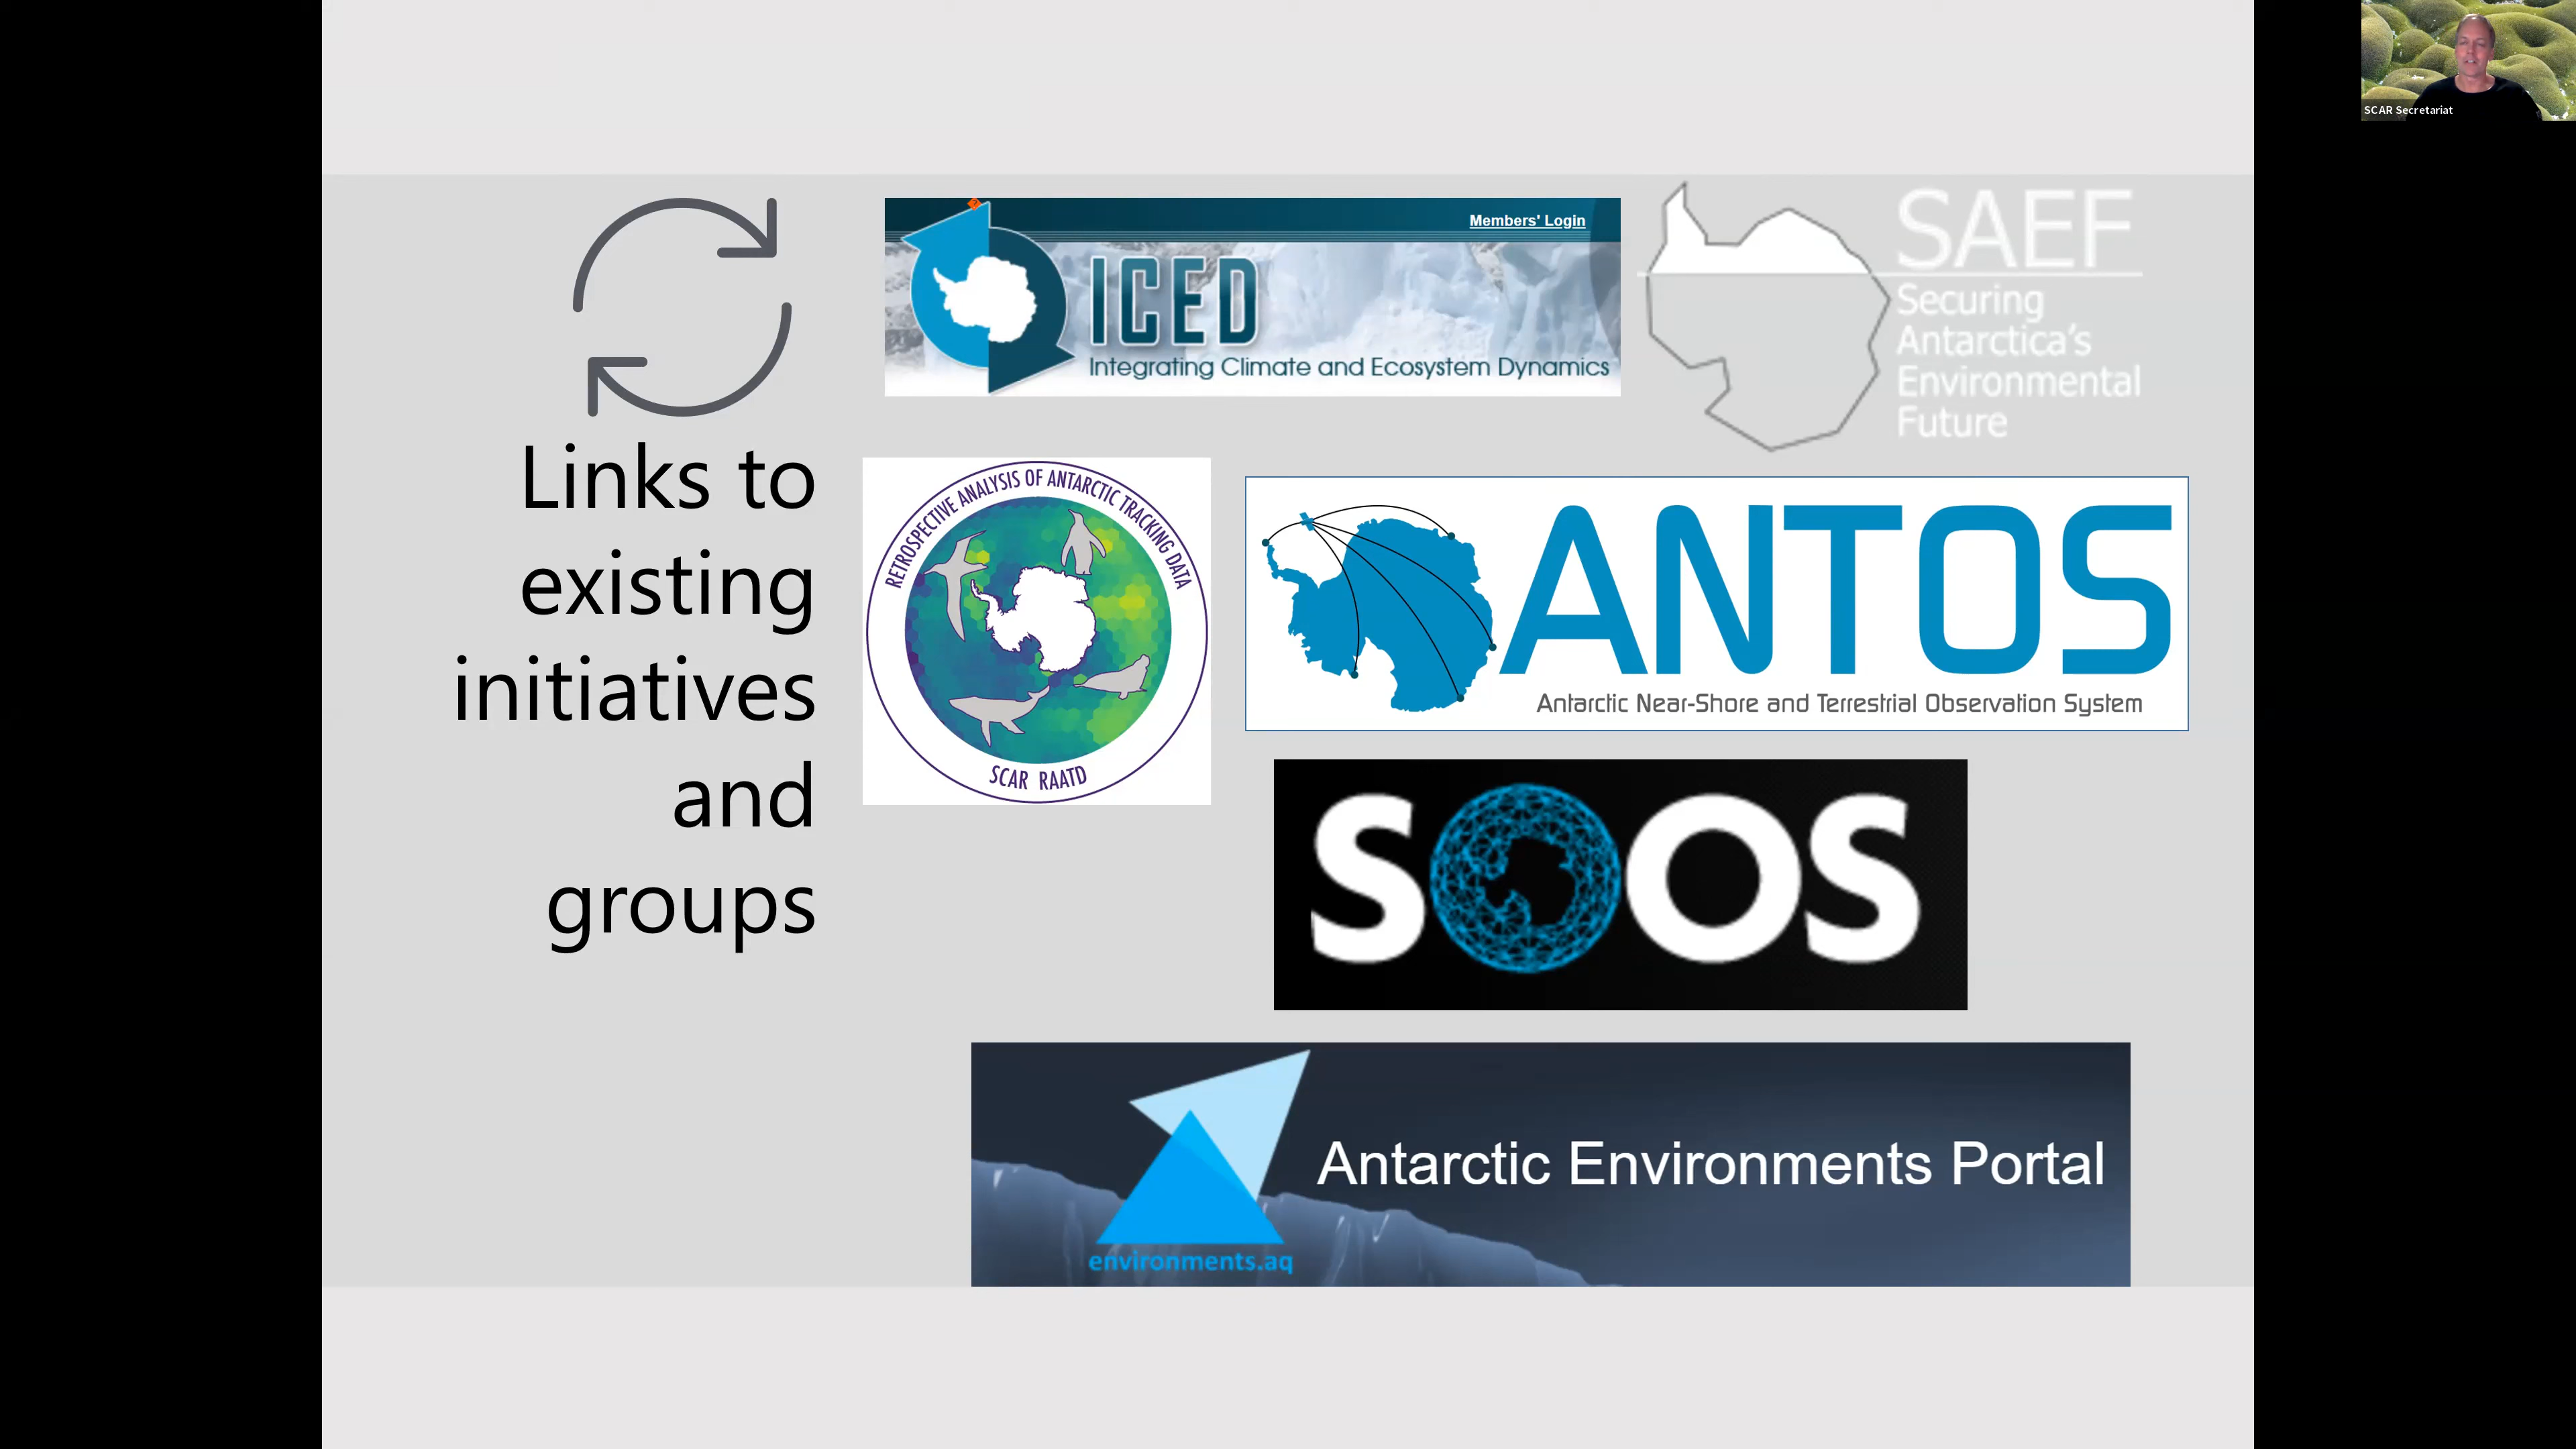 SCAR Secretariat
Links to
existing
initiatives
and
groups
Members' Login
ICED
Integrating Climate and Ecosystem Dynamics
SAEF
Securing
Antarctica's
Environmental
Future
RETROSPECTIVE ANALYSIS OF ANTARCTIC TRACKING DATA
SCAR RAATD
ANTOS
Antarctic Near-Shore and Terrestrial Observation System
SOOS
Antarctic Environments Portal
environments.aq